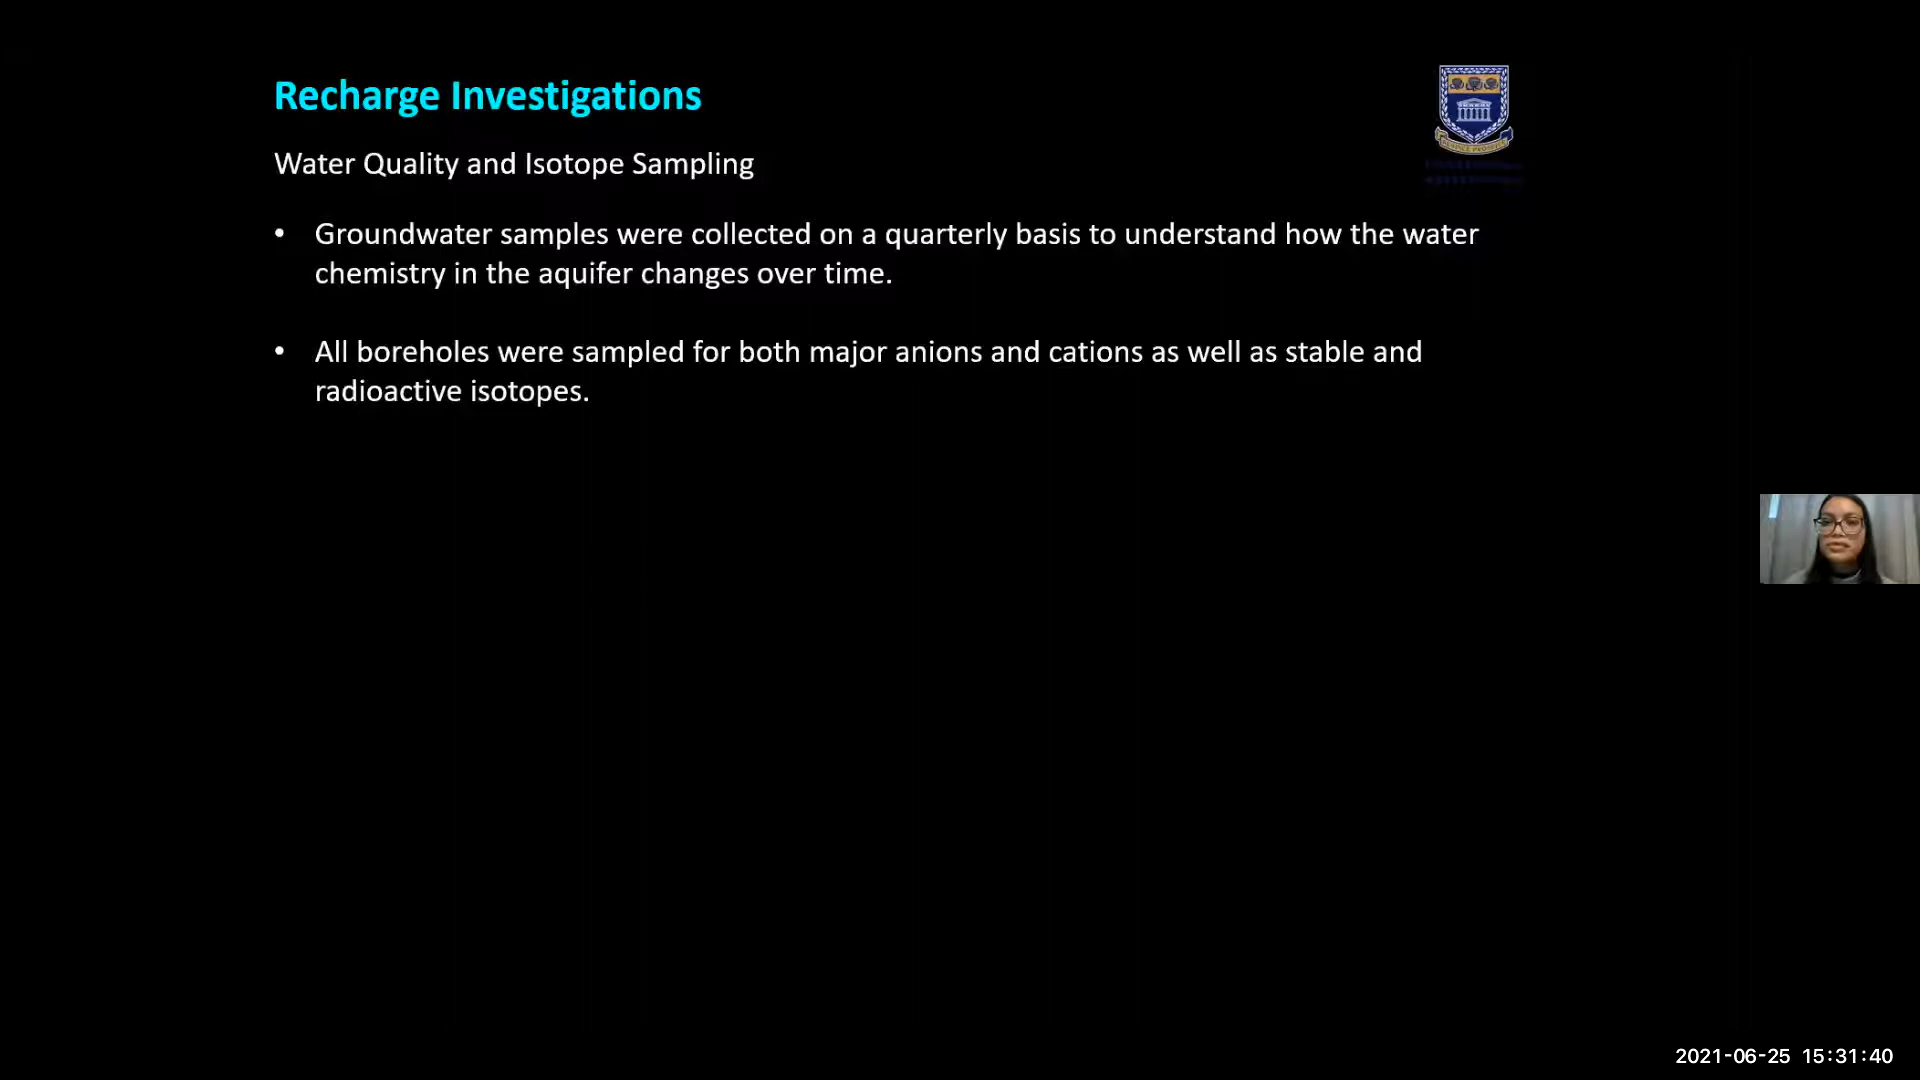 Recharge Investigations
Water Quality and Isotope Sampling
• Groundwater samples were collected on a quarterly basis to understand how the water
chemistry in the aquifer changes over time.
• All boreholes were sampled for both major anions and cations as well as stable and
radioactive isotopes.
2021-06-25 15:31:40